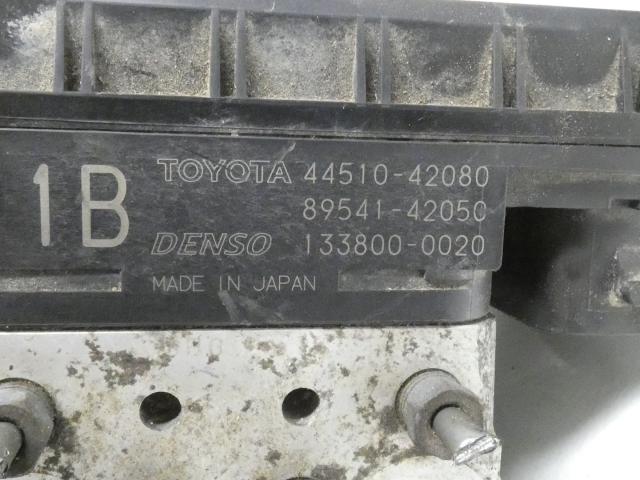 1B
TOYOTA 44510-42080
89541-42050
DENSO 133800-0020
MADE IN JAPAN